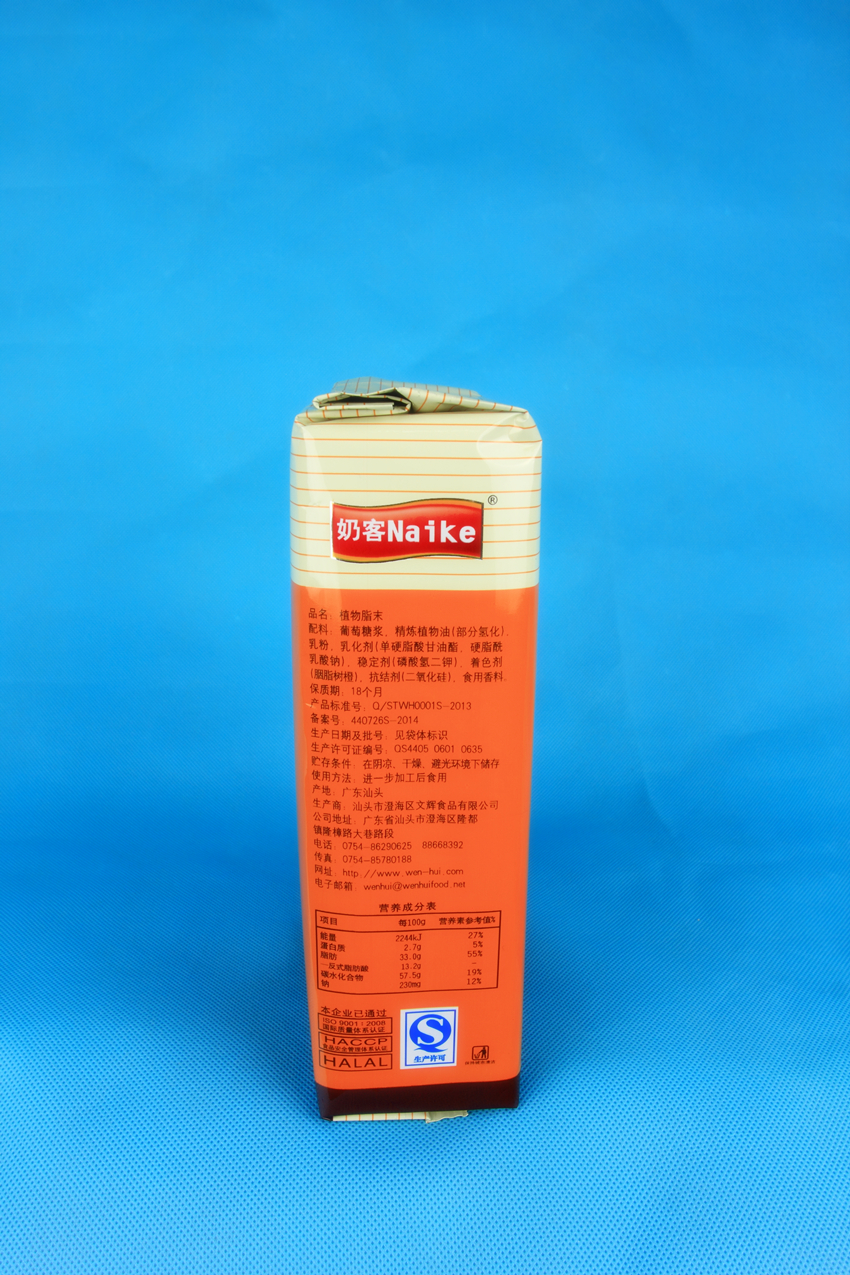 奶客Naike®
品名：植物脂末
配料：葡萄糖浆、精炼植物油(部分氢化)、
乳粉、乳化剂(单硬脂酸甘油酯、硬脂酰
乳酸钠)、稳定剂(磷酸氢二钾)、着色剂
(胭脂树橙)、抗结剂(二氧化硅)、食用香料。
保质期：18个月
产品标准号：Q/STWH0001S-2013
备案号：440726S-2014
生产日期及批号：见袋体标识
生产许可证编号：QS4405 0601 0635
贮存条件：在阴凉、干燥、避光环境下储存
使用方法：进一步加工后食用
产地：广东汕头
生产商：汕头市澄海区文辉食品有限公司
公司地址：广东省汕头市澄海区隆都
镇隆樟路大巷路段
电话：0754-86290625 88668392
传真：0754-85780188
网址：http://www.wen-hui.com
电子邮箱：wenhui@wenhuifood.net
营养成分表
项目 每100g 营养素参考值%
能量 2244kJ 27%
蛋白质 2.7g 5%
脂肪 33.0g 55%
—反式脂肪酸 13.2g -
碳水化合物 57.5g 19%
钠 230mg 12%
本企业已通过
ISO 9001:2008
国际质量体系认证
HACCP
食品安全管理体系认证
HALAL
生产许可